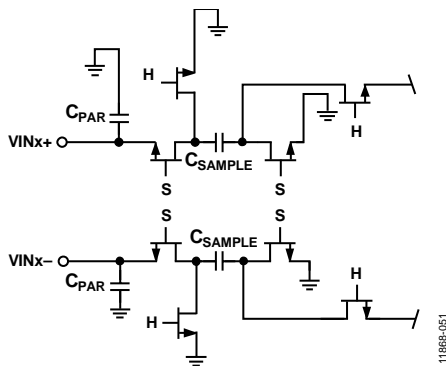 H
C_PAR
VINx+
C_SAMPLE
H
S
S
S
S
C_SAMPLE
VINx–
C_PAR
H
H
11868-051